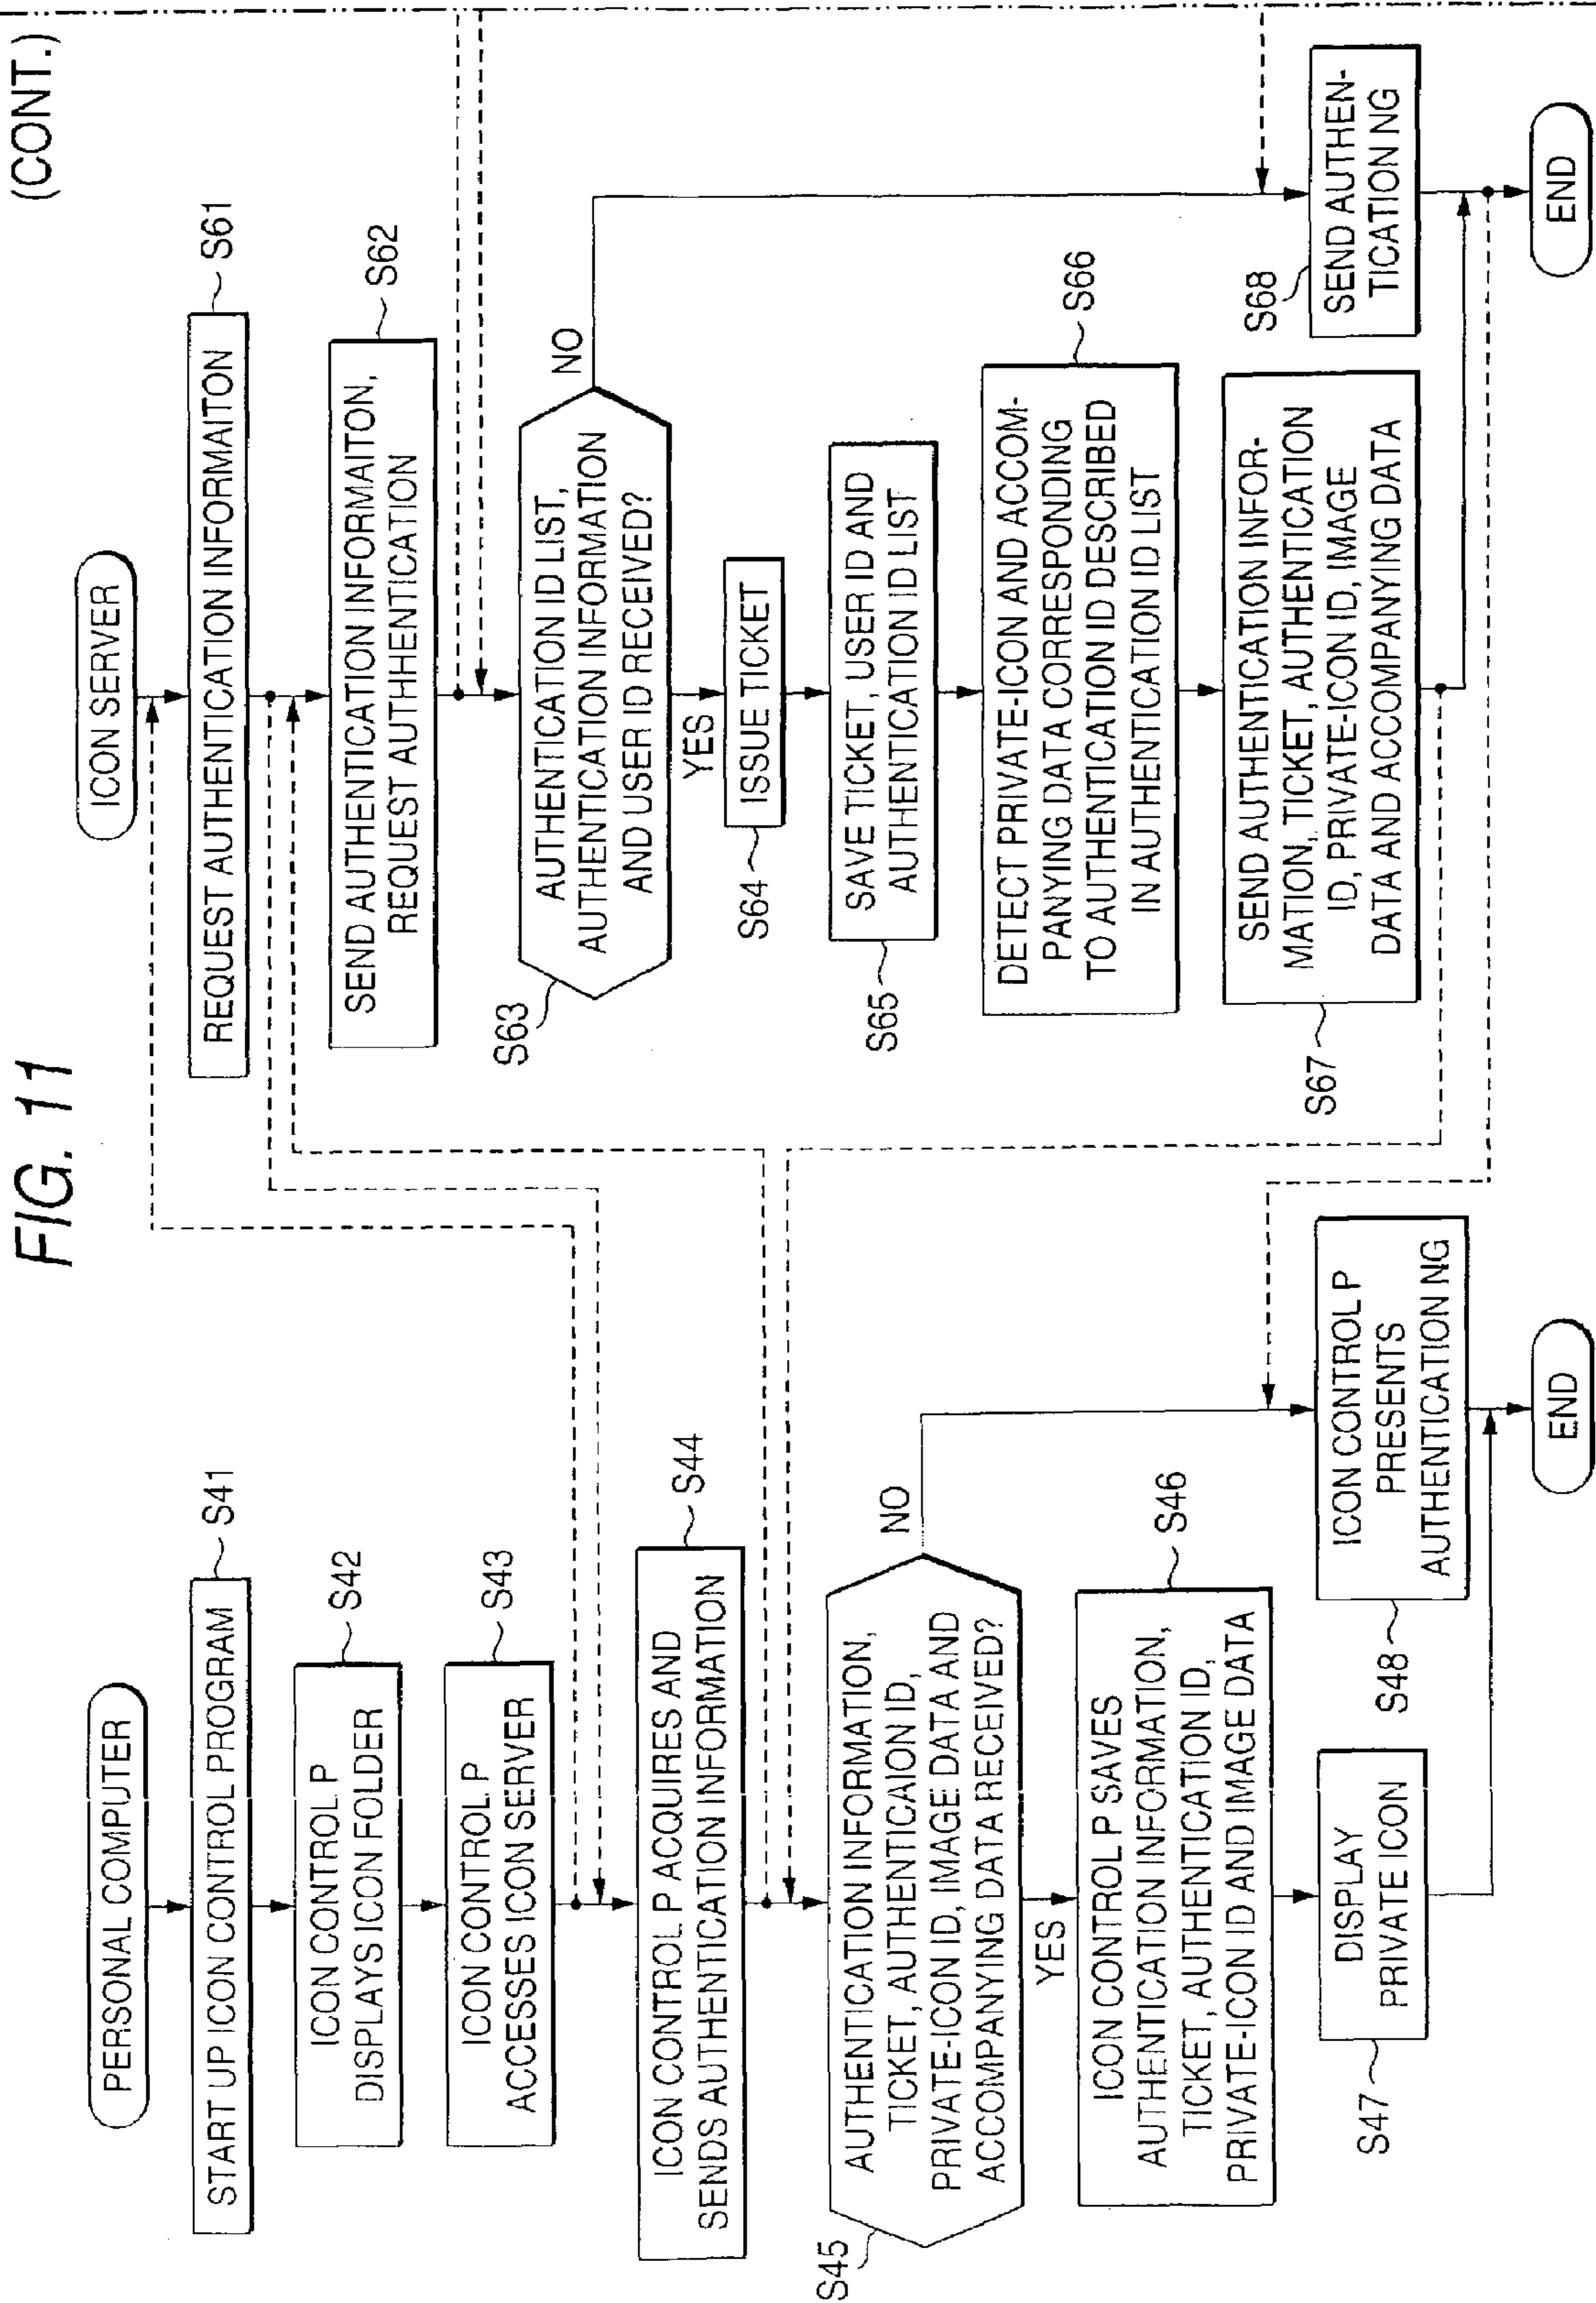 FIG. 11
(CONT.)
PERSONAL COMPUTER
START UP ICON CONTROL PROGRAM
S41
ICON CONTROL P
DISPLAYS ICON FOLDER
S42
ICON CONTROL P
ACCESSES ICON SERVER
S43
ICON CONTROL P ACQUIRES AND
SENDS AUTHENTICATION INFORMATION
S44
S45
AUTHENTICATION INFORMATION,
TICKET, AUTHENTICAION ID,
PRIVATE-ICON ID, IMAGE DATA AND
ACCOMPANYING DATA RECEIVED?
NO
YES
ICON CONTROL P SAVES
AUTHENTICATION INFORMATION,
TICKET, AUTHENTICATION ID,
PRIVATE-ICON ID AND IMAGE DATA
S46
S47
DISPLAY
PRIVATE ICON
S48
ICON CONTROL P
PRESENTS
AUTHENTICATION NG
END
ICON SERVER
REQUEST AUTHENTICATION INFORMAITON
S61
SEND AUTHENTICATION INFORMAITON,
REQUEST AUTHENTICATION
S62
S63
AUTHENTICATION ID LIST,
AUTHENTICATION INFORMATION
AND USER ID RECEIVED?
NO
YES
S64
ISSUE TICKET
S65
SAVE TICKET, USER ID AND
AUTHENTICATION ID LIST
DETECT PRIVATE-ICON AND ACCOM-
PANYING DATA CORRESPONDING
TO AUTHENTICATION ID DESCRIBED
IN AUTHENTICATION ID LIST
S66
S67
SEND AUTHENTICATION INFOR-
MATION, TICKET, AUTHENTICATION
ID, PRIVATE-ICON ID, IMAGE
DATA AND ACCOMPANYING DATA
S68
SEND AUTHEN-
TICATION NG
END